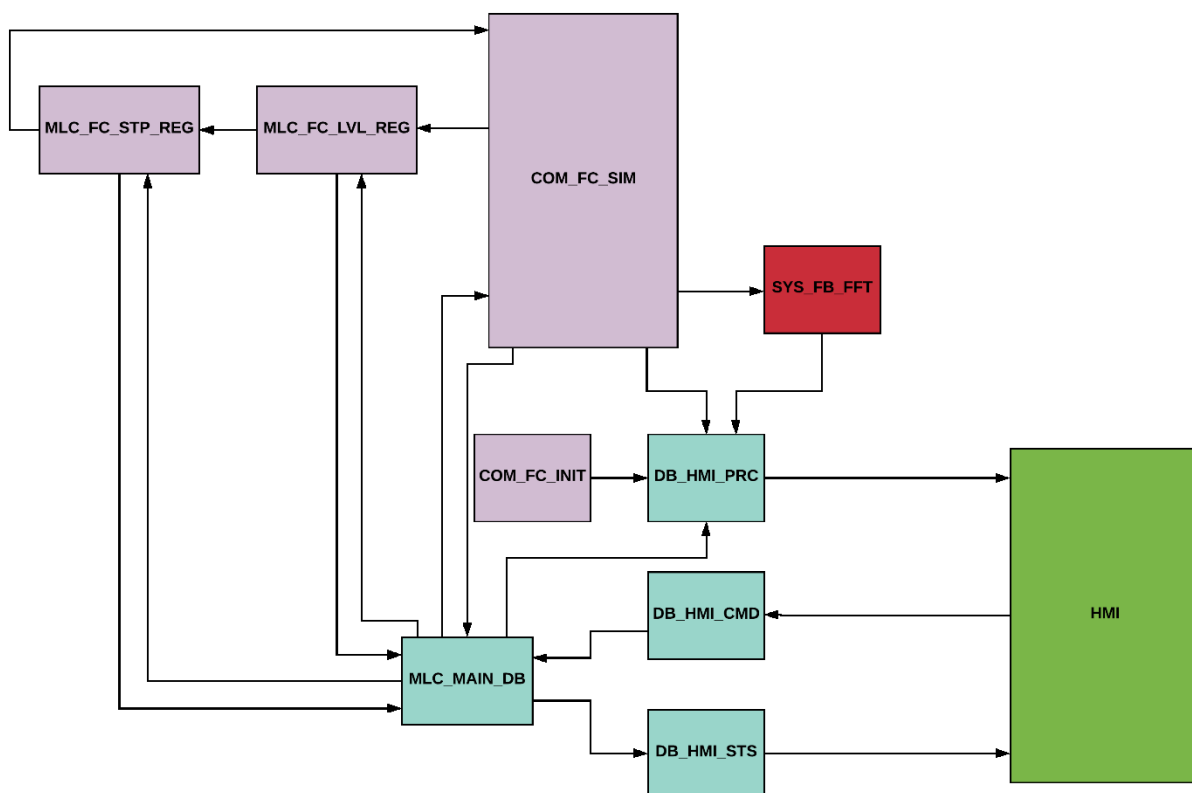 MLC_FC_STP_REG
MLC_FC_LVL_REG
COM_FC_SIM
SYS_FB_FFT
COM_FC_INIT
DB_HMI_PRC
DB_HMI_CMD
HMI
MLC_MAIN_DB
DB_HMI_STS